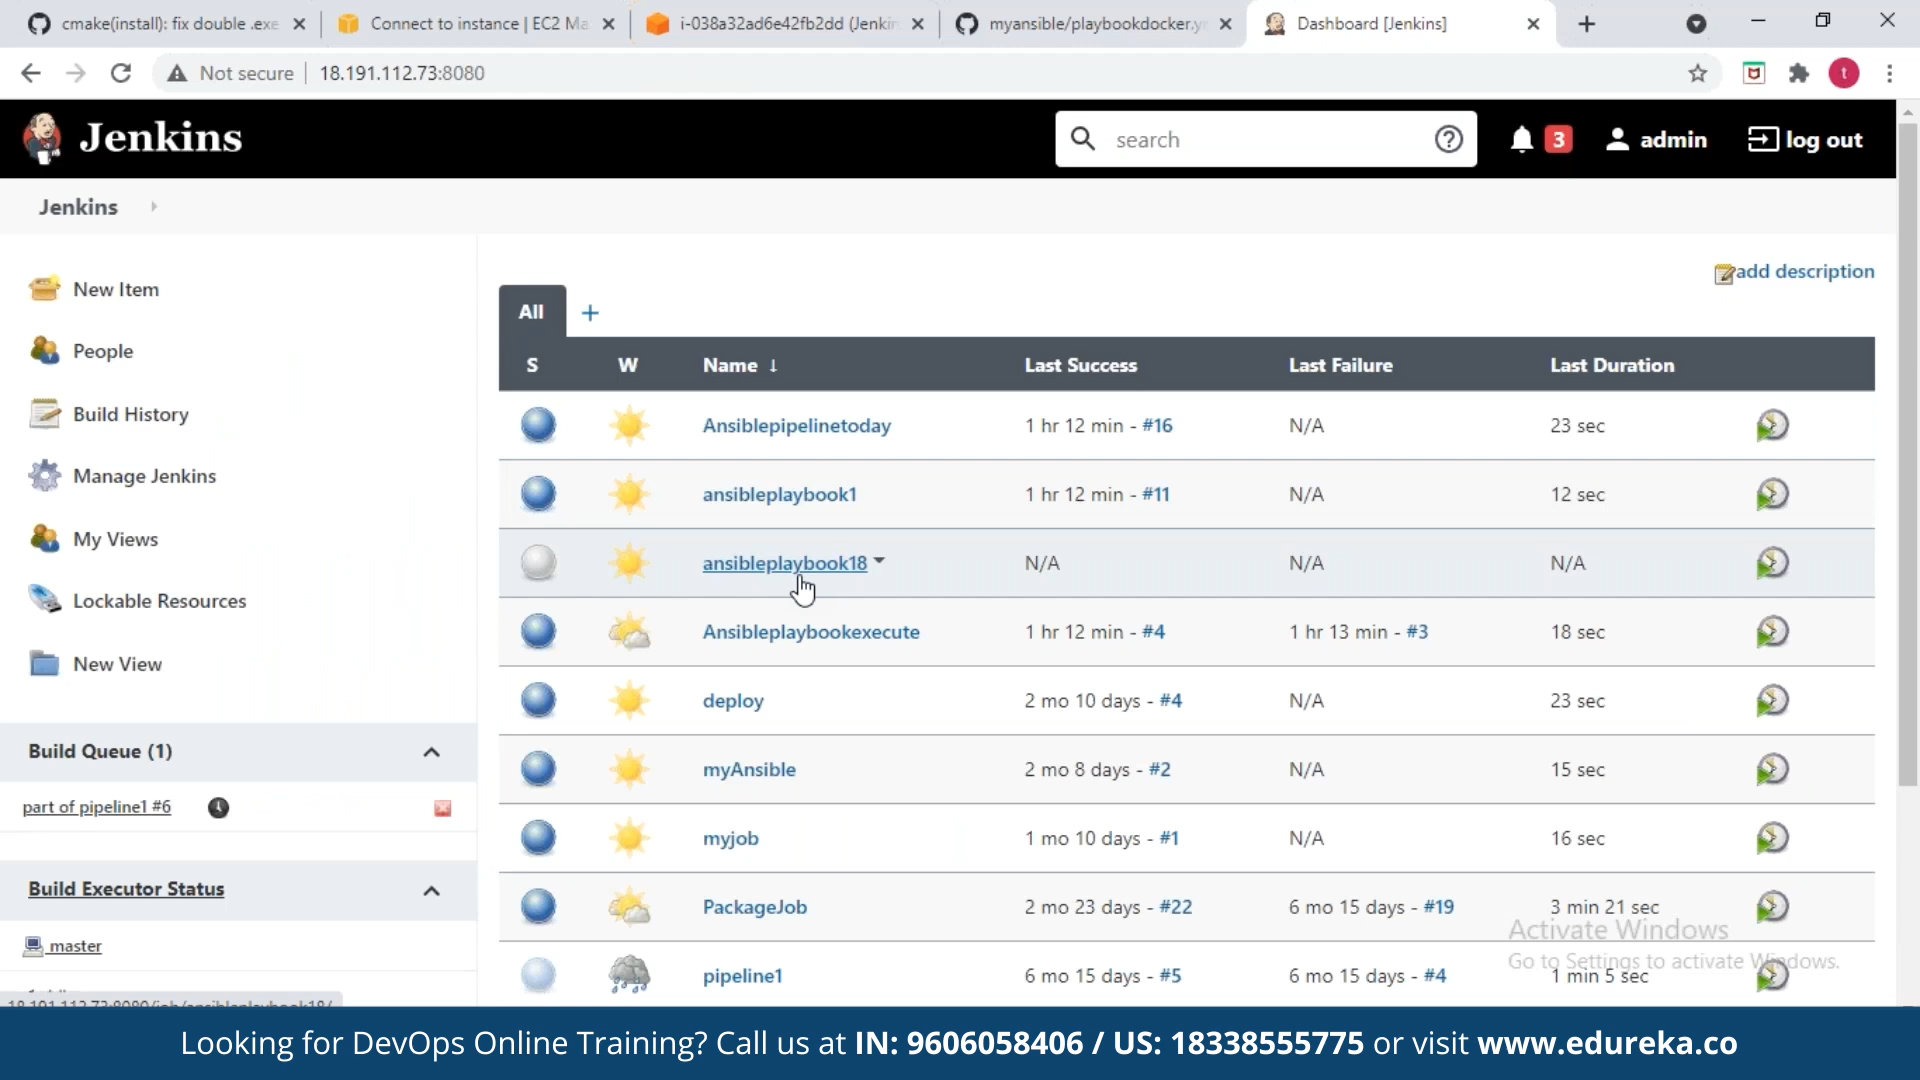 cmake(install): fix double .exe
Connect to instance | EC2 Ma
i-038a32ad6e42fb2dd (Jenkin
myansible/playbookdocker.y
Dashboard [Jenkins]
Not secure 18.191.112.73:8080
t
Jenkins
search
3
admin
log out
Jenkins
New Item
People
Build History
Manage Jenkins
My Views
Lockable Resources
New View
Build Queue (1)
part of pipeline1 #6
Build Executor Status
master
18.191.112.73:8080/job/ansibleplaybook18/
add description
All +
S W Name ↓ Last Success Last Failure Last Duration
Ansiblepipelinetoday 1 hr 12 min - #16 N/A 23 sec
ansibleplaybook1 1 hr 12 min - #11 N/A 12 sec
ansibleplaybook18 N/A N/A N/A
Ansibleplaybookexecute 1 hr 12 min - #4 1 hr 13 min - #3 18 sec
deploy 2 mo 10 days - #4 N/A 23 sec
myAnsible 2 mo 8 days - #2 N/A 15 sec
myjob 1 mo 10 days - #1 N/A 16 sec
PackageJob 2 mo 23 days - #22 6 mo 15 days - #19 3 min 21 sec
pipeline1 6 mo 15 days - #5 6 mo 15 days - #4 1 min 5 sec
Activate Windows
Go to Settings to activate Windows.
Looking for DevOps Online Training? Call us at IN: 9606058406 / US: 18338555775 or visit www.edureka.co